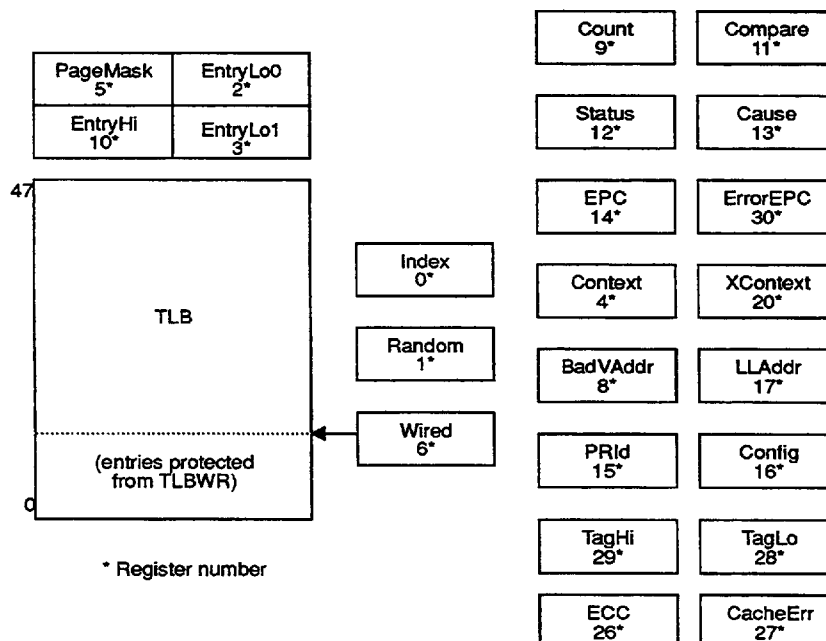 PageMask
5*
EntryLo0
2*
EntryHi
10*
EntryLo1
3*
47
TLB
(entries protected
from TLBWR)
0
* Register number
Index
0*
Random
1*
Wired
6*
Count
9*
Compare
11*
Status
12*
Cause
13*
EPC
14*
ErrorEPC
30*
Context
4*
XContext
20*
BadVAddr
8*
LLAddr
17*
PRId
15*
Config
16*
TagHi
29*
TagLo
28*
ECC
26*
CacheErr
27*